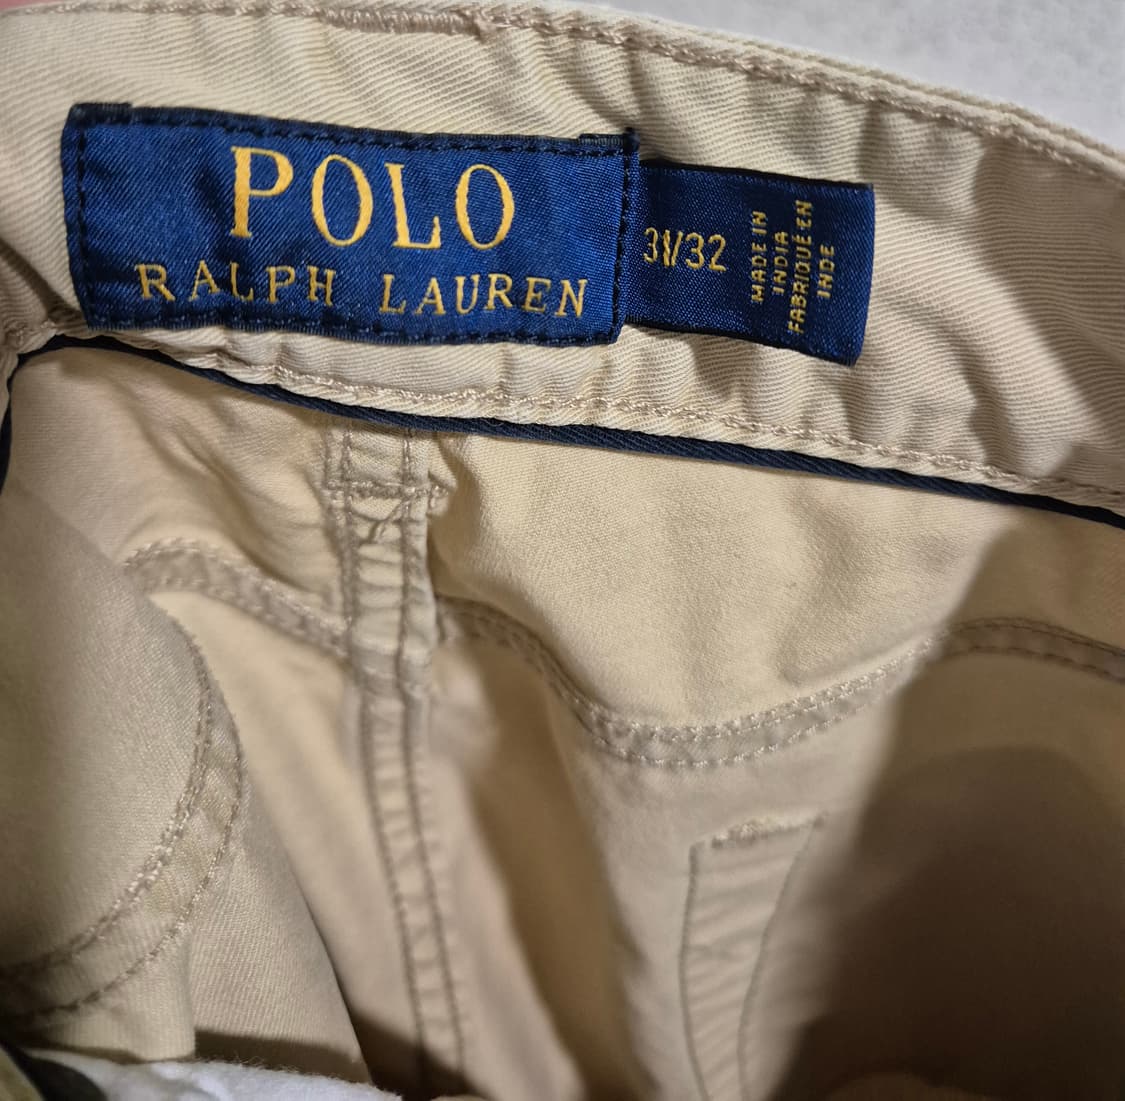 POLO
RALPH LAUREN
31/32
MADE IN
INDIA
FABRIQUÉ EN
INDE